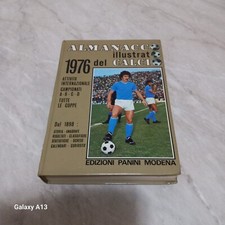 ALMANACCO
illustrato
1976 del CALCIO
ATTIVITÀ
INTERNAZIONALE
CAMPIONATI
A B C D
TUTTE
LE COPPE
Dal 1898
EDIZIONI PANINI MODENA
Galaxy A13